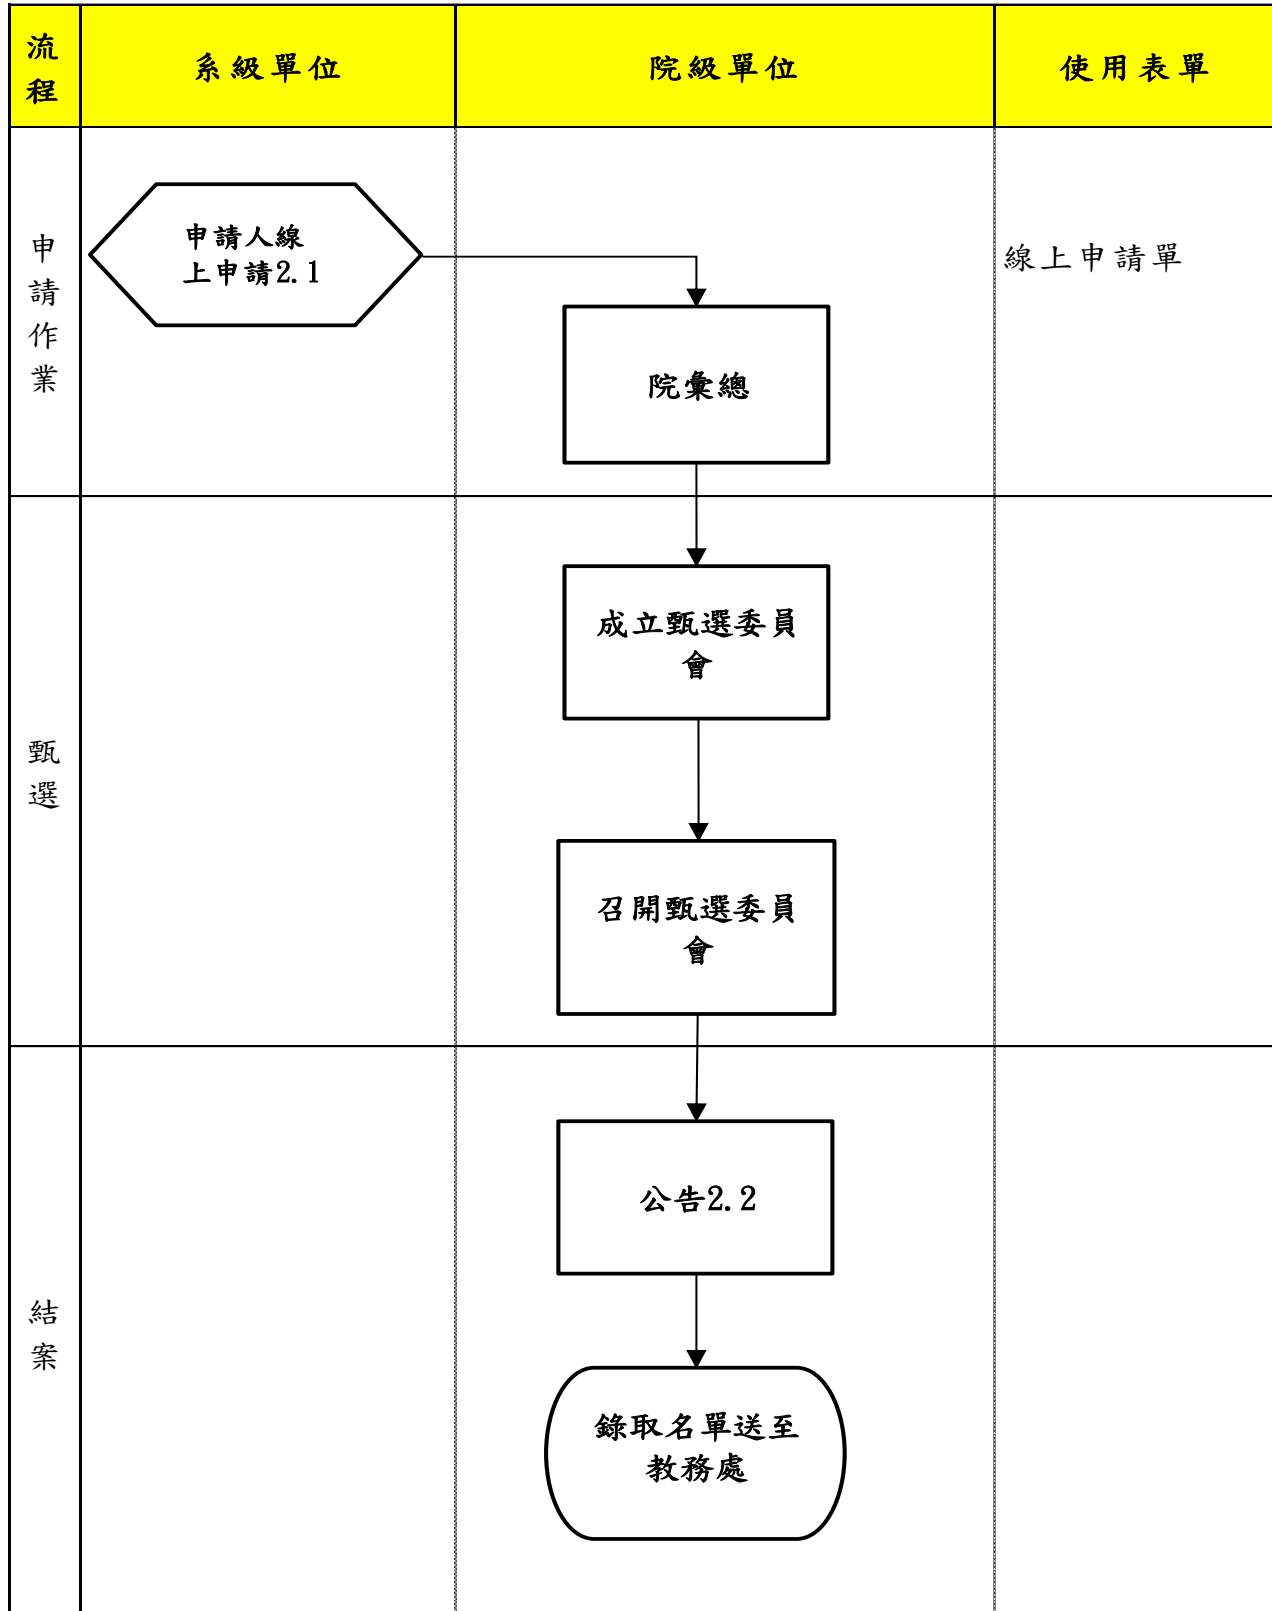 流
程
系級單位
院級單位
使用表單
申
請
作
業
申請人線
上申請2.1
線上申請單
院彙總
甄
選
成立甄選委員
會
召開甄選委員
會
結
案
公告2.2
錄取名單送至
教務處